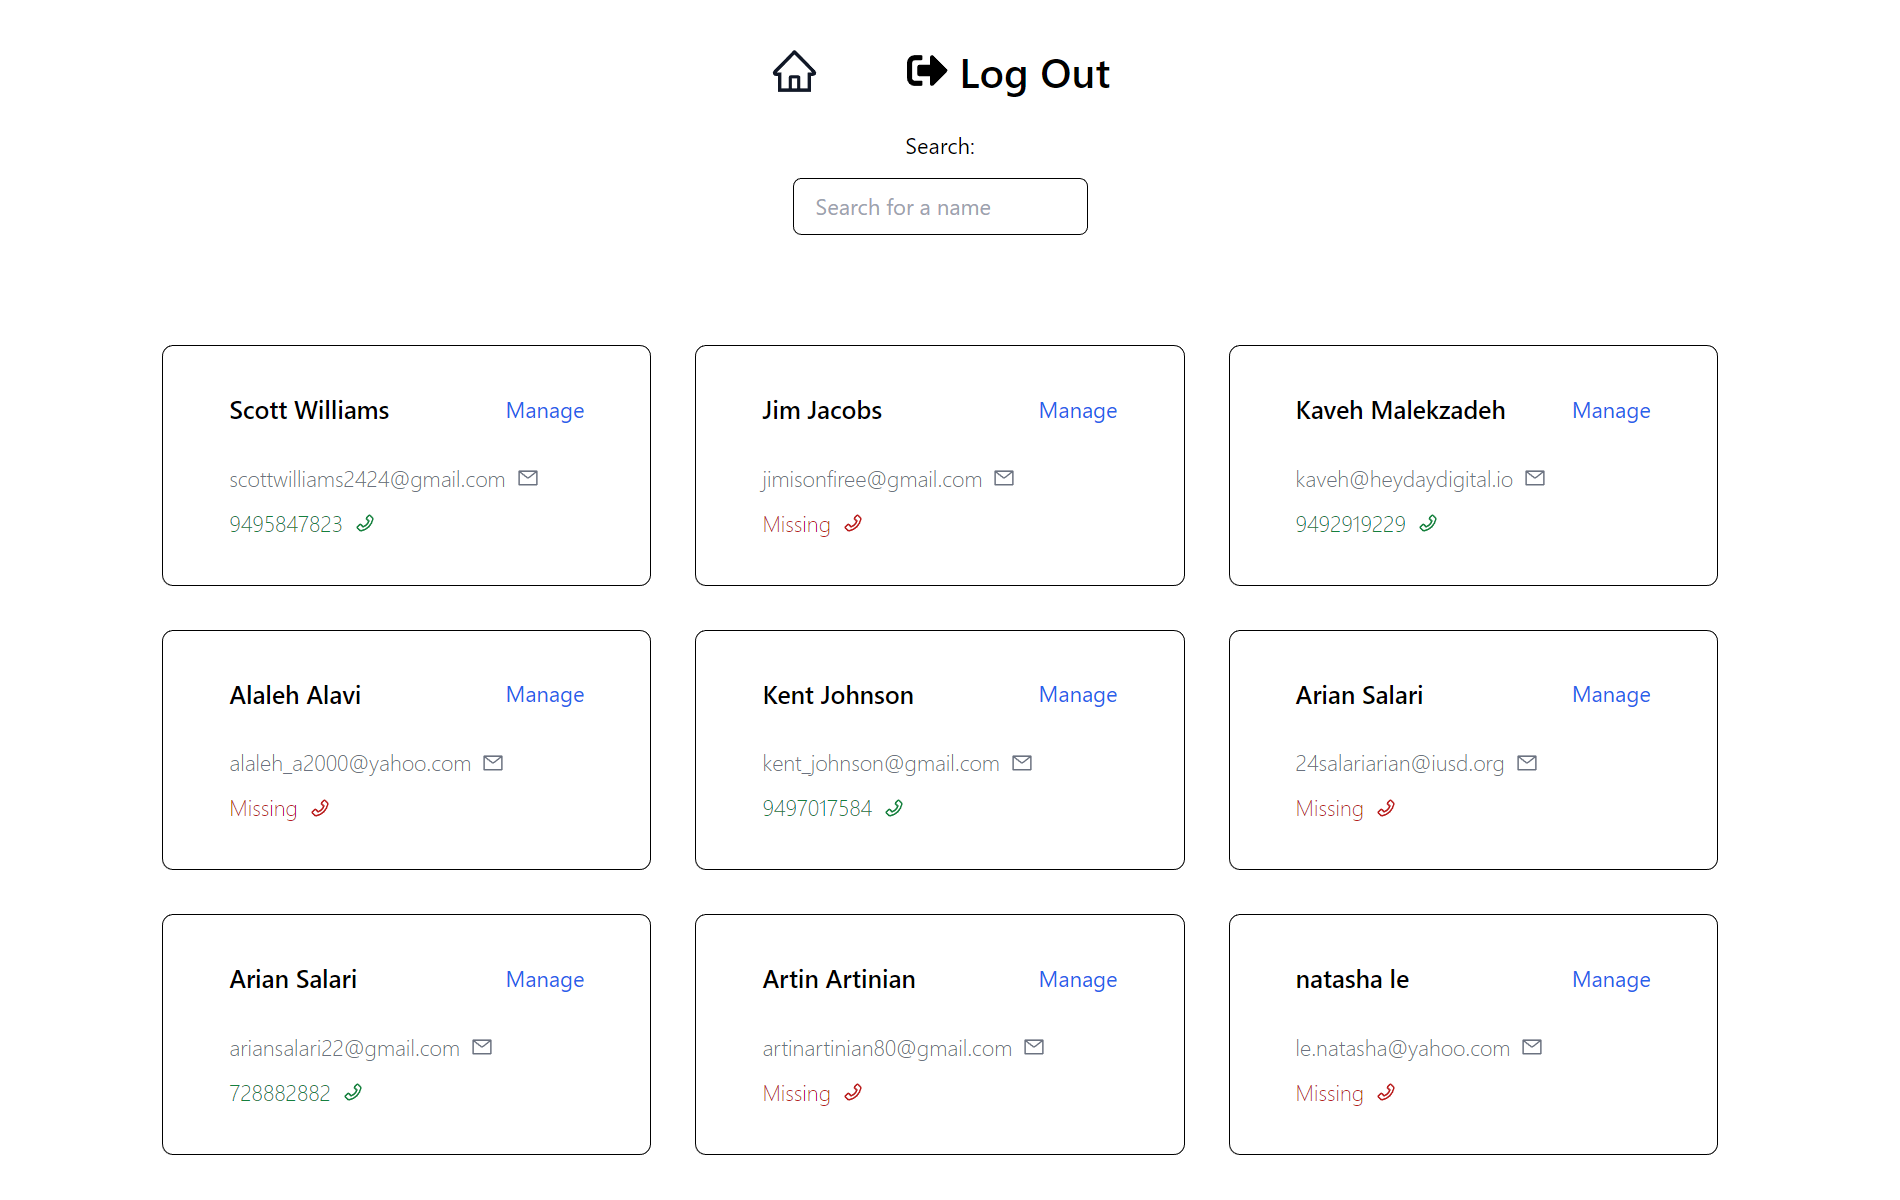 Log Out
Search:
Search for a name
Scott Williams Manage
scottwilliams2424@gmail.com
9495847823
Jim Jacobs Manage
jimisonfiree@gmail.com
Missing
Kaveh Malekzadeh Manage
kaveh@heydaydigital.io
9492919229
Alaleh Alavi Manage
alaleh_a2000@yahoo.com
Missing
Kent Johnson Manage
kent_johnson@gmail.com
9497017584
Arian Salari Manage
24salariarian@iusd.org
Missing
Arian Salari Manage
ariansalari22@gmail.com
728882882
Artin Artinian Manage
artinartinian80@gmail.com
Missing
natasha le Manage
le.natasha@yahoo.com
Missing